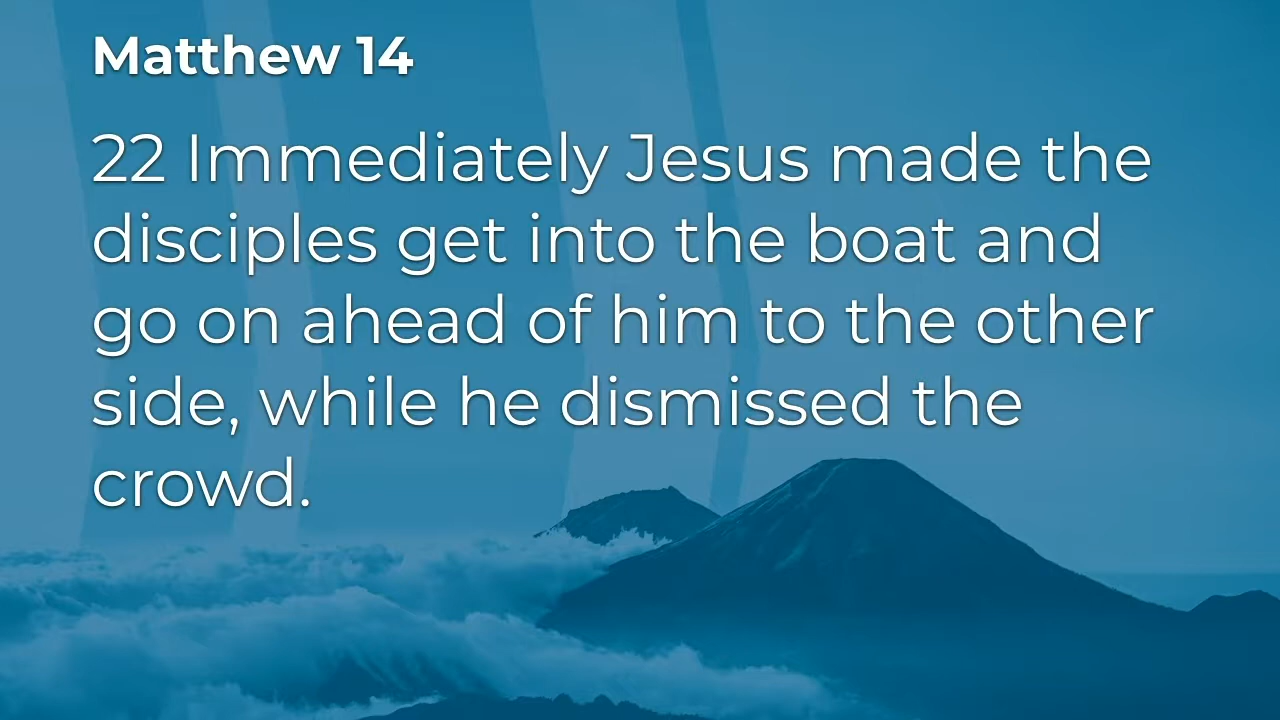 Matthew 14
22 Immediately Jesus made the
disciples get into the boat and
go on ahead of him to the other
side, while he dismissed the
crowd.